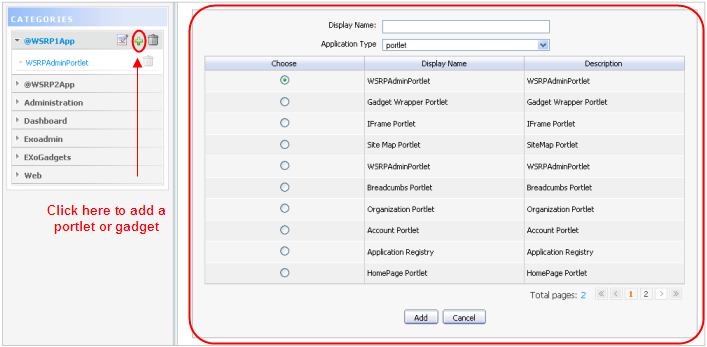 CATEGORIES
@WSRP1App
WSRPAdminPortlet
@WSRP2App
Administration
Dashboard
Exoadmin
EXoGadgets
Web
Click here to add a
portlet or gadget
Display Name:
Application Type portlet
Choose Display Name Description
WSRPAdminPortlet WSRPAdminPortlet
Gadget Wrapper Portlet Gadget Wrapper Portlet
IFrame Portlet IFrame Portlet
Site Map Portlet SiteMap Portlet
WSRPAdminPortlet WSRPAdminPortlet
Breadcumbs Portlet Breadcumbs Portlet
Organization Portlet Organization Portlet
Account Portlet Account Portlet
Application Registry Application Registry
HomePage Portlet HomePage Portlet
Total pages: 2 1 2
Add Cancel